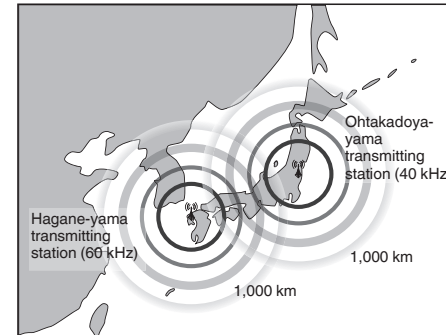 Ohtakadoya-
yama
transmitting
station (40 kHz)
Hagane-yama
transmitting
station (60 kHz)
1,000 km
1,000 km